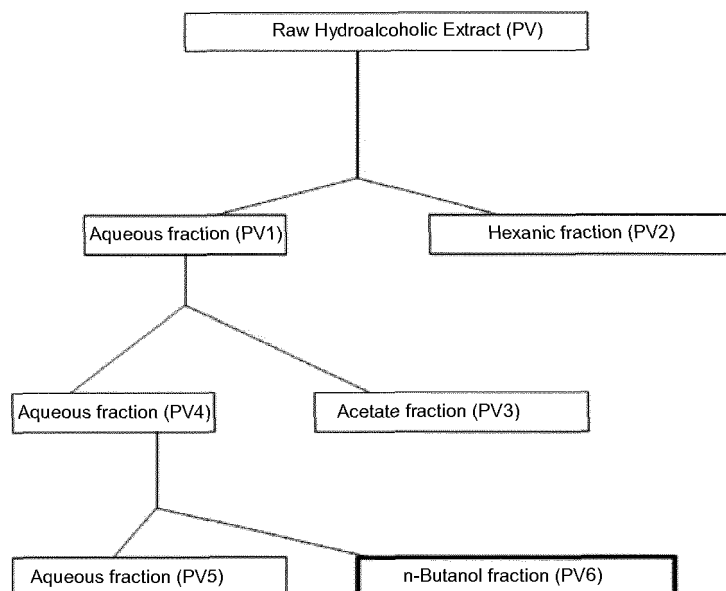 Raw Hydroalcoholic Extract (PV)
Aqueous fraction (PV1)
Hexanic fraction (PV2)
Aqueous fraction (PV4)
Acetate fraction (PV3)
Aqueous fraction (PV5)
n-Butanol fraction (PV6)